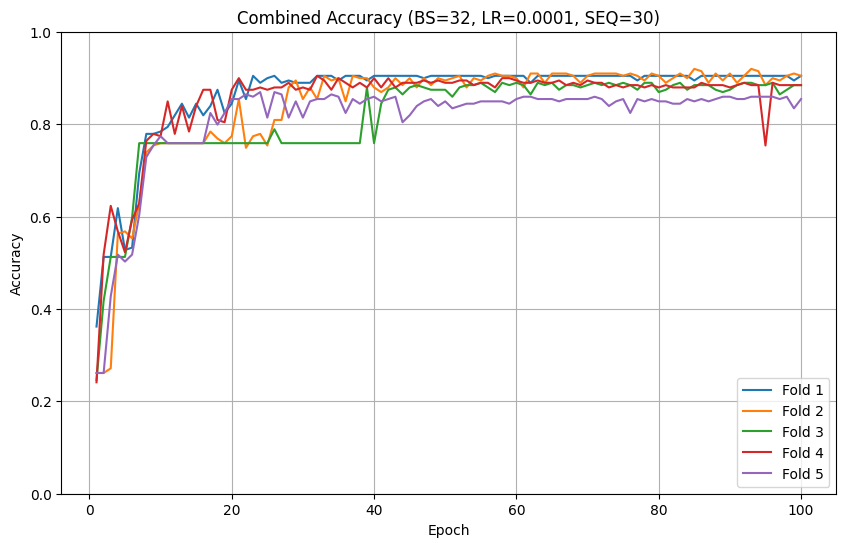 Combined Accuracy (BS=32, LR=0.0001, SEQ=30)
1.0
0.8
0.6
0.4
0.2
0.0
Accuracy
Fold 1
Fold 2
Fold 3
Fold 4
Fold 5
0 20 40 60 80 100
Epoch